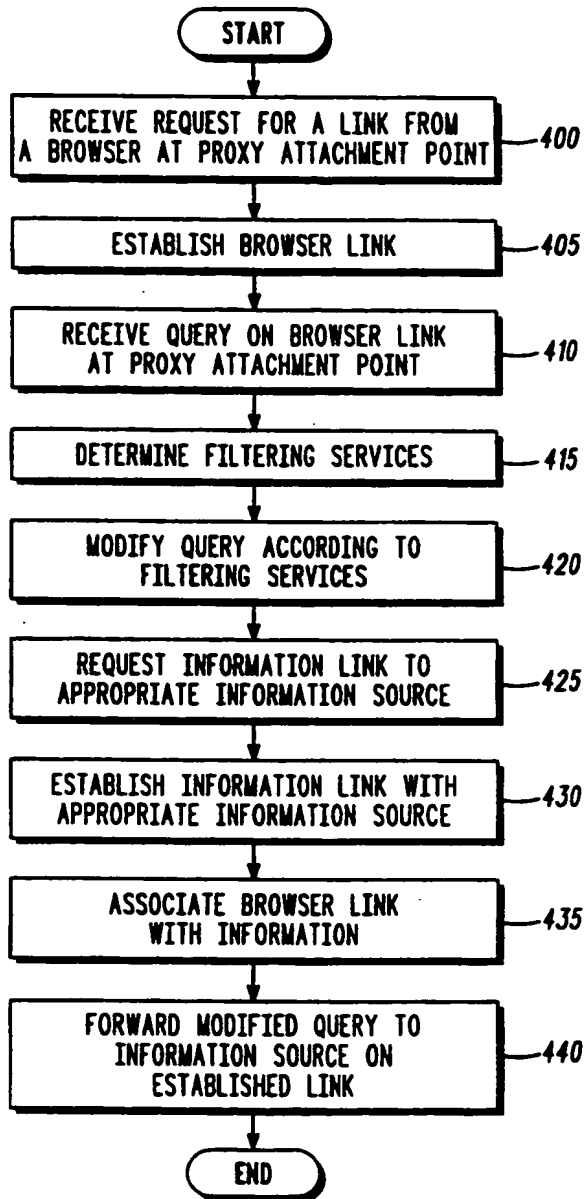 START
RECEIVE REQUEST FOR A LINK FROM
A BROWSER AT PROXY ATTACHMENT POINT
400
ESTABLISH BROWSER LINK
405
RECEIVE QUERY ON BROWSER LINK
AT PROXY ATTACHMENT POINT
410
DETERMINE FILTERING SERVICES
415
MODIFY QUERY ACCORDING TO
FILTERING SERVICES
420
REQUEST INFORMATION LINK TO
APPROPRIATE INFORMATION SOURCE
425
ESTABLISH INFORMATION LINK WITH
APPROPRIATE INFORMATION SOURCE
430
ASSOCIATE BROWSER LINK
WITH INFORMATION
435
FORWARD MODIFIED QUERY TO
INFORMATION SOURCE ON
ESTABLISHED LINK
440
END